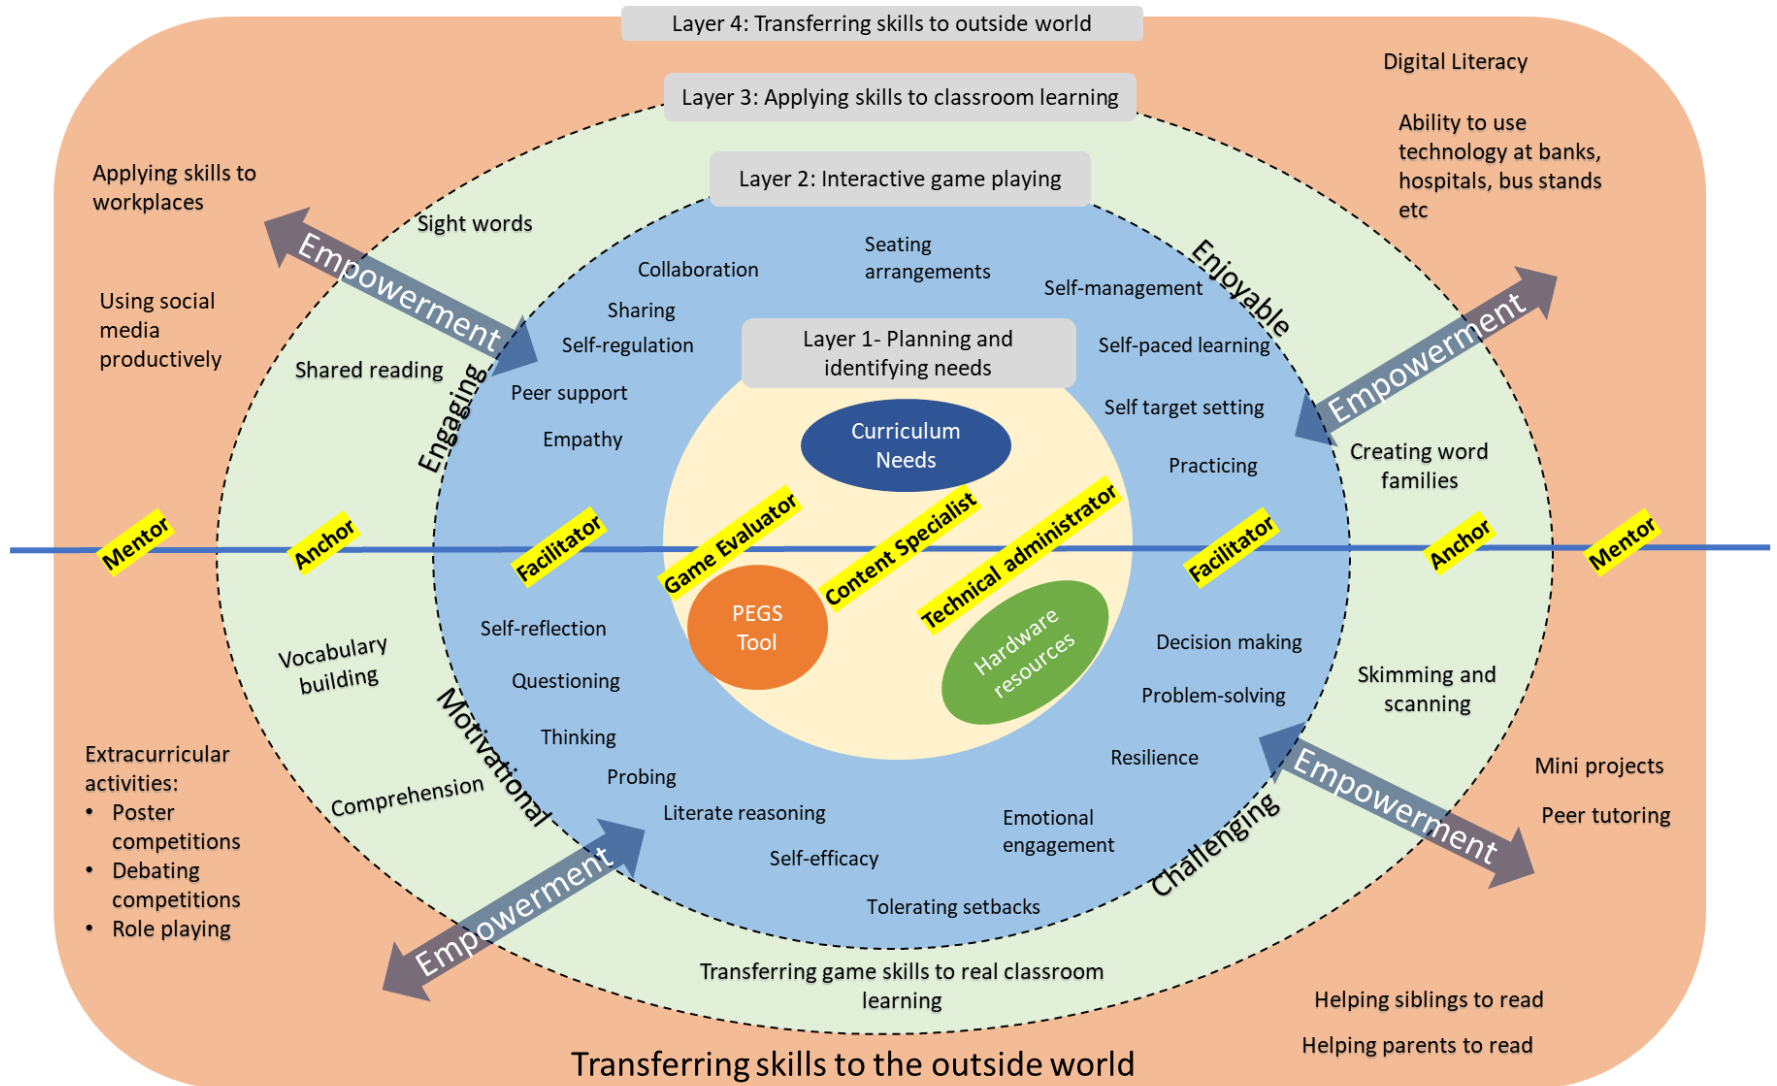 Layer 4: Transferring skills to outside world
Digital Literacy
Layer 3: Applying skills to classroom learning
Ability to use
technology at banks,
hospitals, bus stands
etc
Layer 2: Interactive game playing
Applying skills to
workplaces
Sight words
Empowerment
Using social
media
productively
Shared reading
Engaging
Collaboration
Sharing
Self-regulation
Peer support
Empathy
Seating
arrangements
Self-management
Enjoyable
Self-paced learning
Self target setting
Practicing
Empowerment
Creating word
families
Layer 1- Planning and
identifying needs
Curriculum
Needs
Mentor
Anchor
Facilitator
Game Evaluator
Content Specialist
Technical administrator
Facilitator
Anchor
Mentor
PEGS
Tool
Hardware
resources
Self-reflection
Questioning
Thinking
Probing
Literate reasoning
Self-efficacy
Tolerating setbacks
Emotional
engagement
Resilience
Problem-solving
Decision making
Vocabulary
building
Motivational
Comprehension
Skimming and
scanning
Challenging
Empowerment
Empowerment
Extracurricular
activities:
• Poster
competitions
• Debating
competitions
• Role playing
Mini projects
Peer tutoring
Transferring game skills to real classroom
learning
Helping siblings to read
Helping parents to read
Transferring skills to the outside world